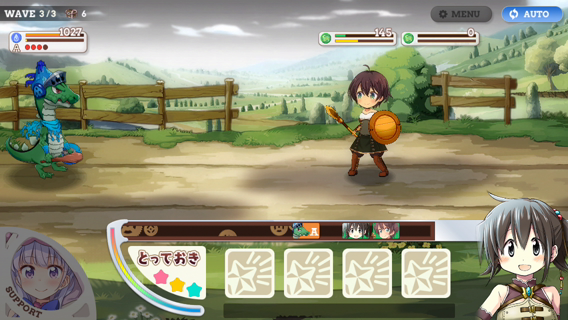 WAVE 3/3 6
MENU
AUTO
1027
A
145
0
A
とっておき
SUPPORT